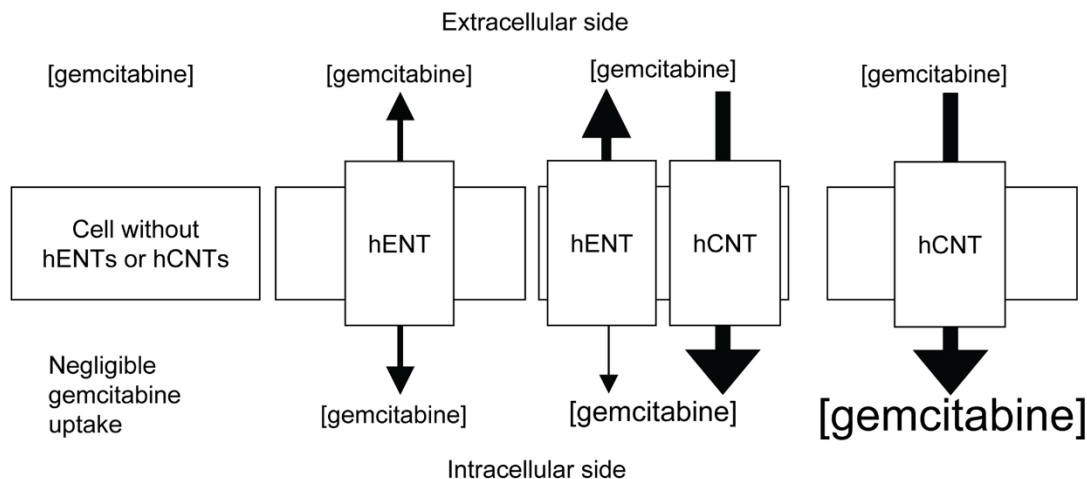 Extracellular side
[gemcitabine]
[gemcitabine]
[gemcitabine]
[gemcitabine]
Cell without
hENTs or hCNTs
hENT
hENT
hCNT
hCNT
Negligible
gemcitabine
uptake
[gemcitabine]
[gemcitabine]
[gemcitabine]
Intracellular side